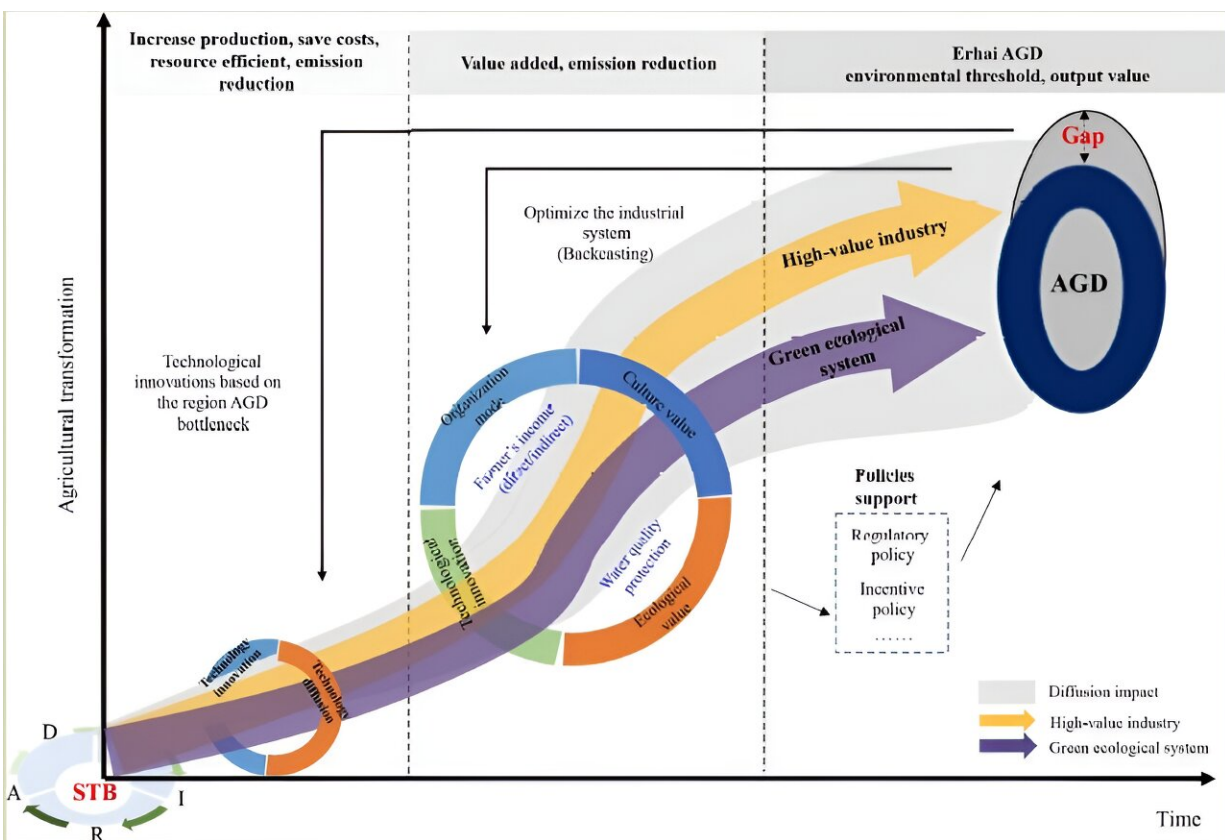 Increase production, save costs,
resource efficient, emission
reduction
Value added, emission reduction
Erhai AGD
environmental threshold, output value
Gap
Optimize the industrial
system
(Backcasting)
High-value industry
AGD
Green ecological
system
Technological
innovations based on
the region AGD
bottleneck
Organization
mode
Culture value
Farmer's income
(direct/indirect)
Technological
innovation
Water quality
protection
Ecological value
Policies
support
Regulatory
policy
Incentive
policy
......
Technology
innovation
Technology
diffusion
Diffusion impact
High-value industry
Green ecological system
Agricultural transformation
D
A
STB
I
R
Time